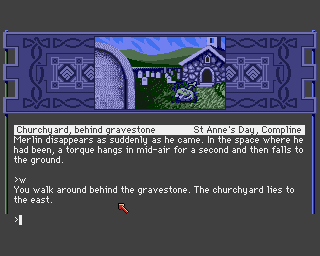 Churchyard, behind gravestone St Anne's Day, Compline
Merlin disappears as suddenly as he came. In the space where he
had been, a torque hangs in mid-air for a second and then falls to
the ground.
>w
You walk around behind the gravestone. The churchyard lies to
the east.
>